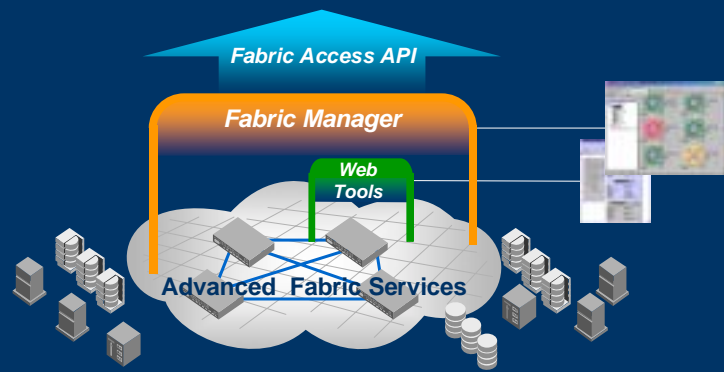 Fabric Access API
Fabric Manager
Web
Tools
Advanced Fabric Services